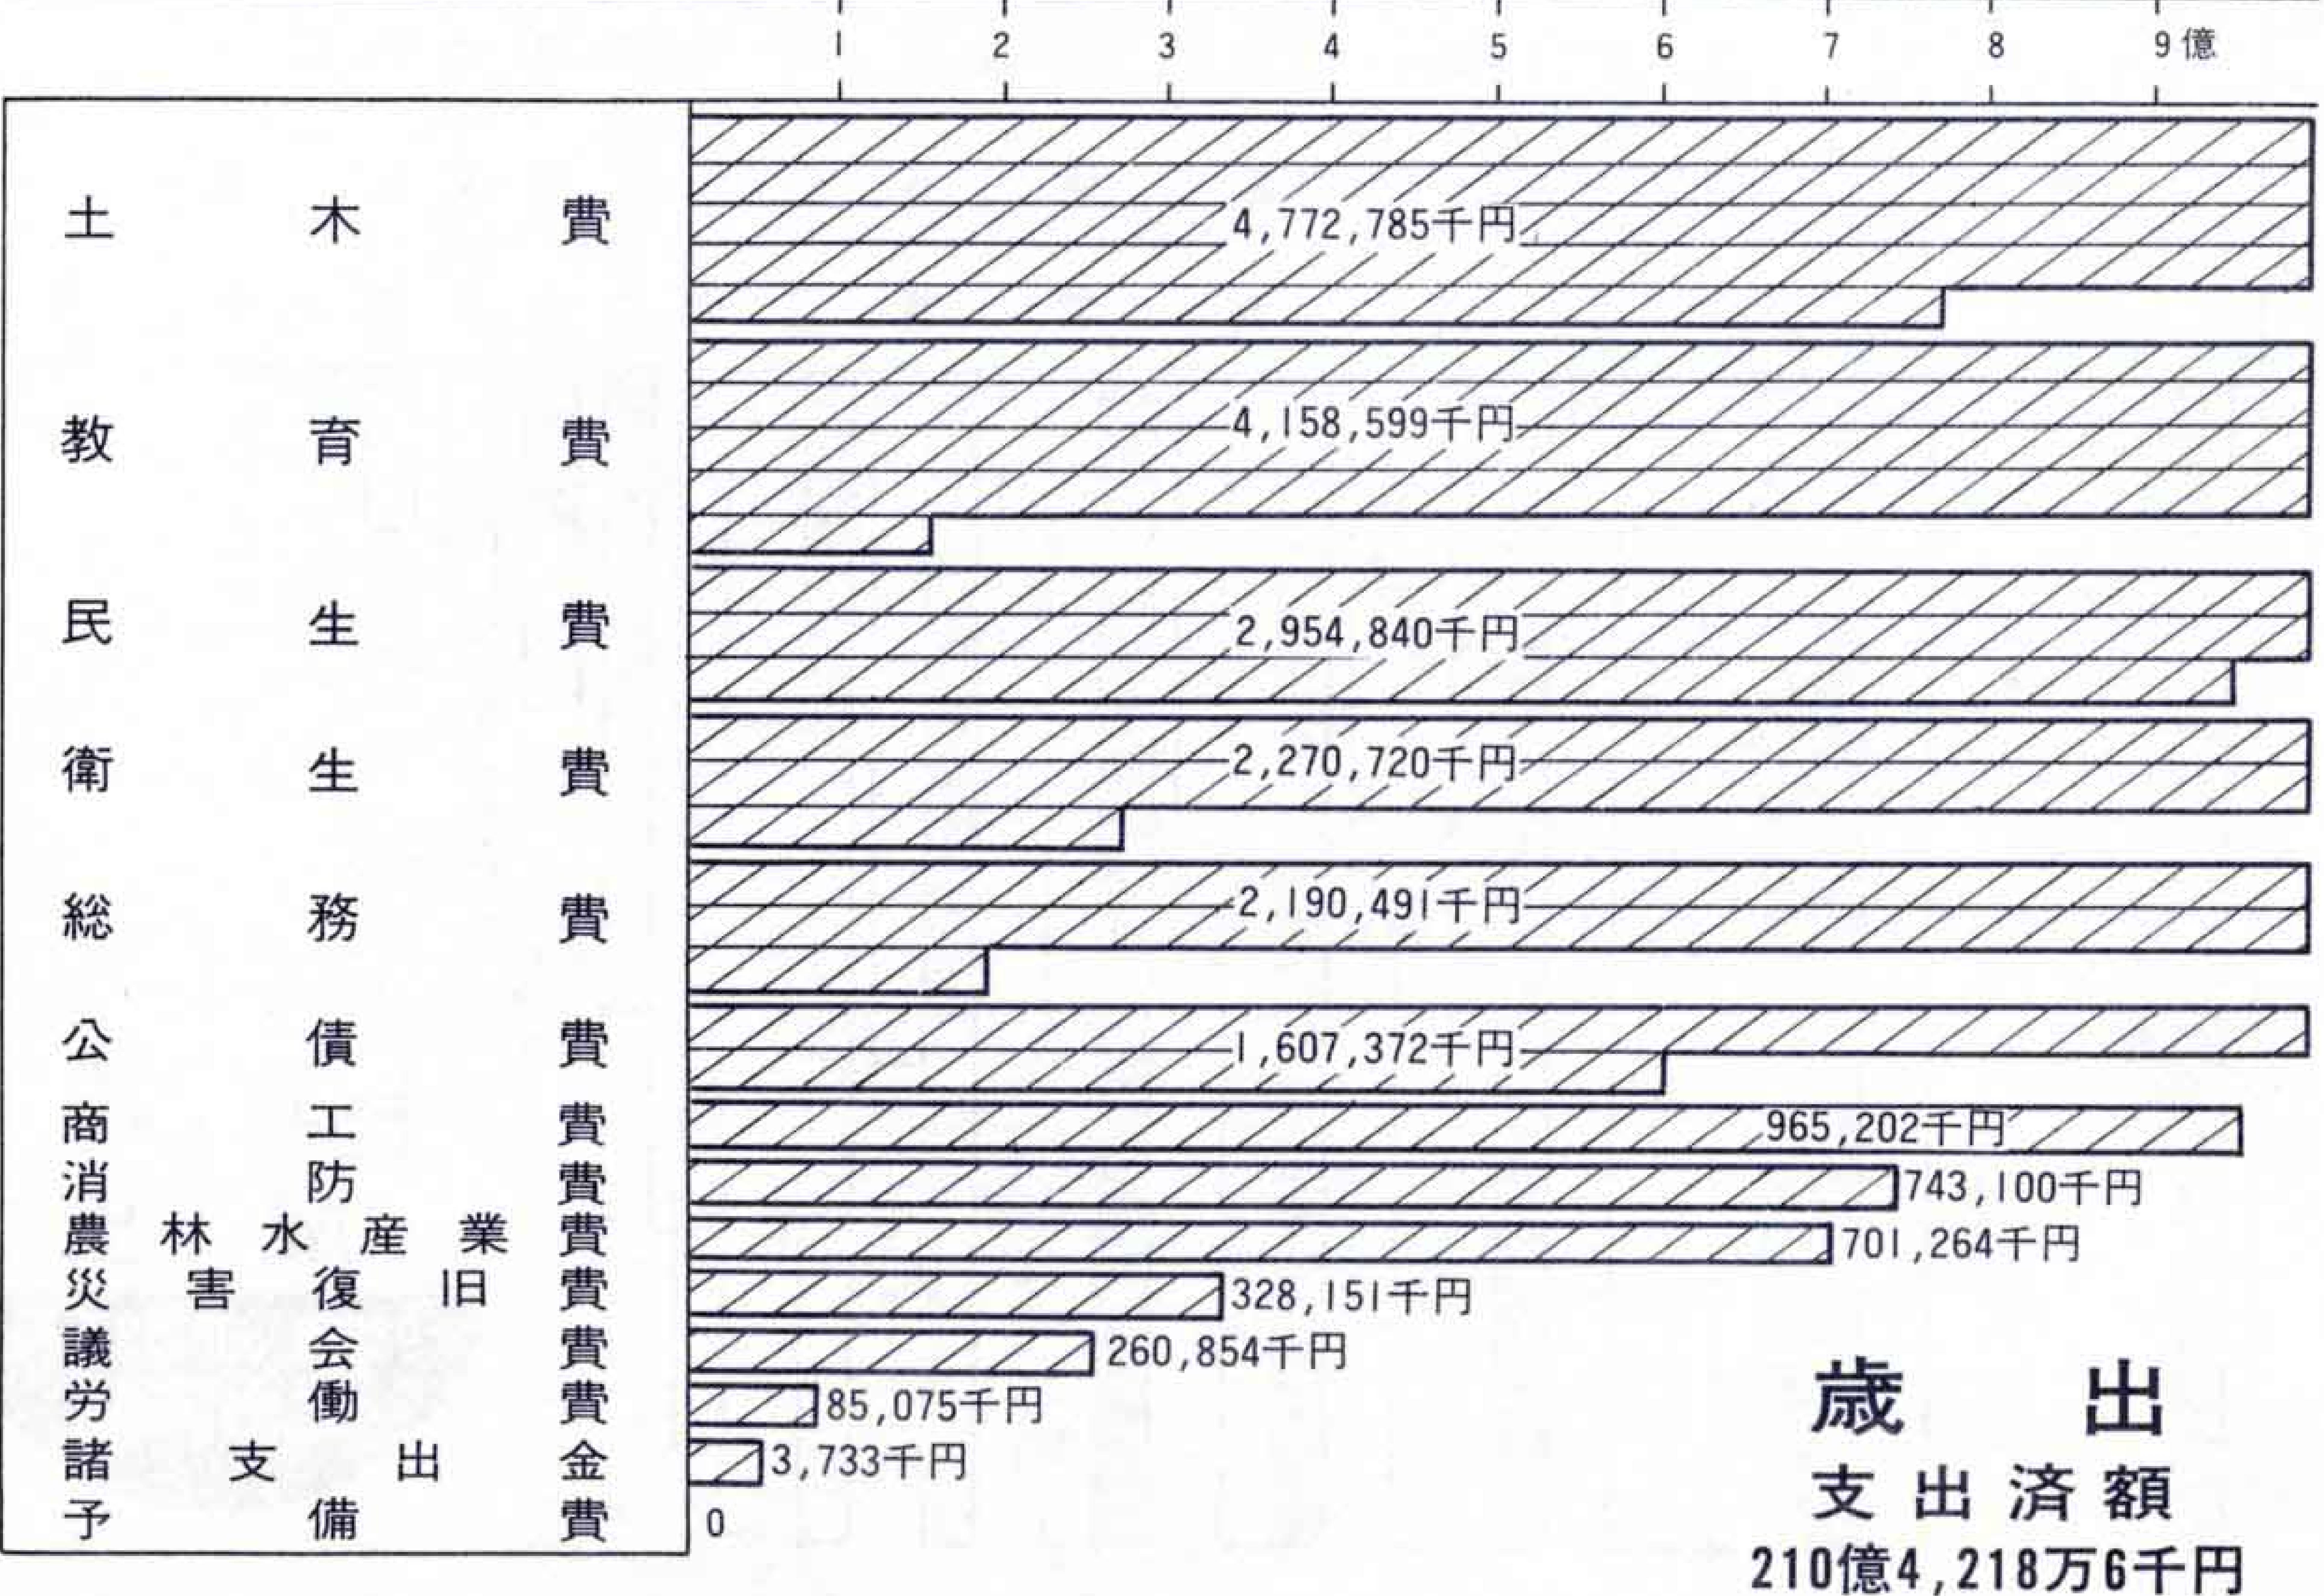 1 2 3 4 5 6 7 8 9億
土木費 4,772,785千円
教育費 4,158,599千円
民生費 2,954,840千円
衛生費 2,270,720千円
総務費 2,190,491千円
公債費 1,607,372千円
商工費 965,202千円
消防費 743,100千円
農林水産業費 701,264千円
災害復旧費 328,151千円
議会費 260,854千円
労働費 85,075千円
諸支出金 3,733千円
予備費 0
歳出
支出済額
210億4,218万6千円